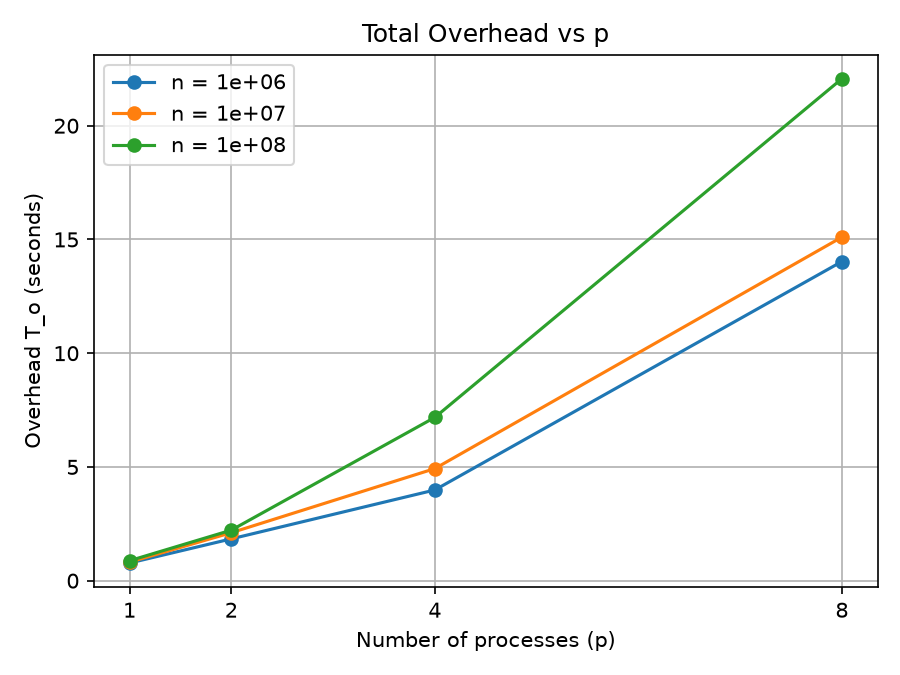 Total Overhead vs p
n = 1e+06
n = 1e+07
n = 1e+08
Overhead T_o (seconds)
20
15
10
5
0
1 2 4 8
Number of processes (p)